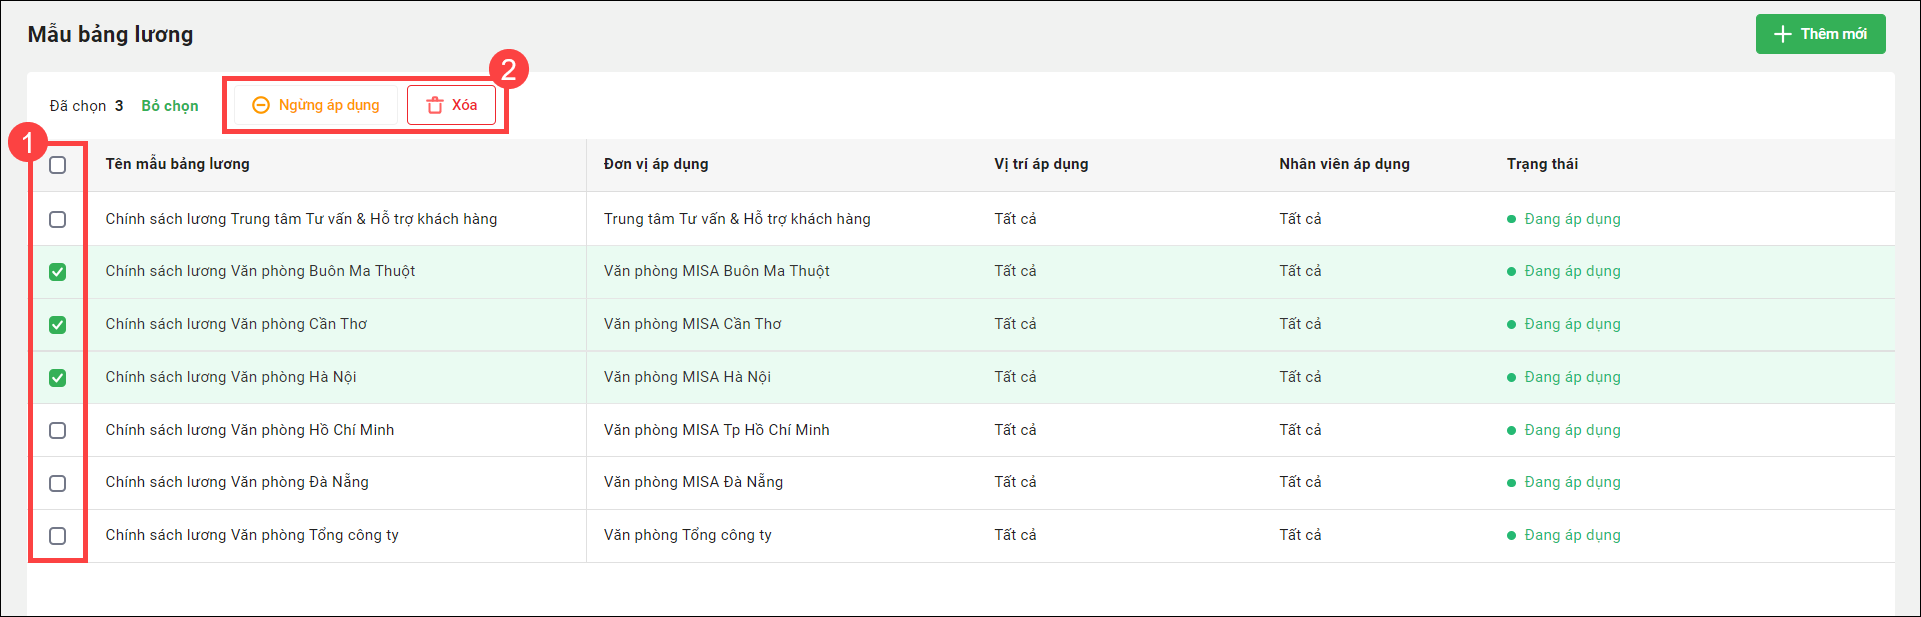 Mẫu bảng lương
Thêm mới
2
Đã chọn 3 Bỏ chọn Ngừng áp dụng Xóa
1
Tên mẫu bảng lương Đơn vị áp dụng Vị trí áp dụng Nhân viên áp dụng Trạng thái
Chính sách lương Trung tâm Tư vấn & Hỗ trợ khách hàng Trung tâm Tư vấn & Hỗ trợ khách hàng Tất cả Tất cả Đang áp dụng
Chính sách lương Văn phòng Buôn Ma Thuột Văn phòng MISA Buôn Ma Thuột Tất cả Tất cả Đang áp dụng
Chính sách lương Văn phòng Cần Thơ Văn phòng MISA Cần Thơ Tất cả Tất cả Đang áp dụng
Chính sách lương Văn phòng Hà Nội Văn phòng MISA Hà Nội Tất cả Tất cả Đang áp dụng
Chính sách lương Văn phòng Hồ Chí Minh Văn phòng MISA Tp Hồ Chí Minh Tất cả Tất cả Đang áp dụng
Chính sách lương Văn phòng Đà Nẵng Văn phòng MISA Đà Nẵng Tất cả Tất cả Đang áp dụng
Chính sách lương Văn phòng Tổng công ty Văn phòng Tổng công ty Tất cả Tất cả Đang áp dụng